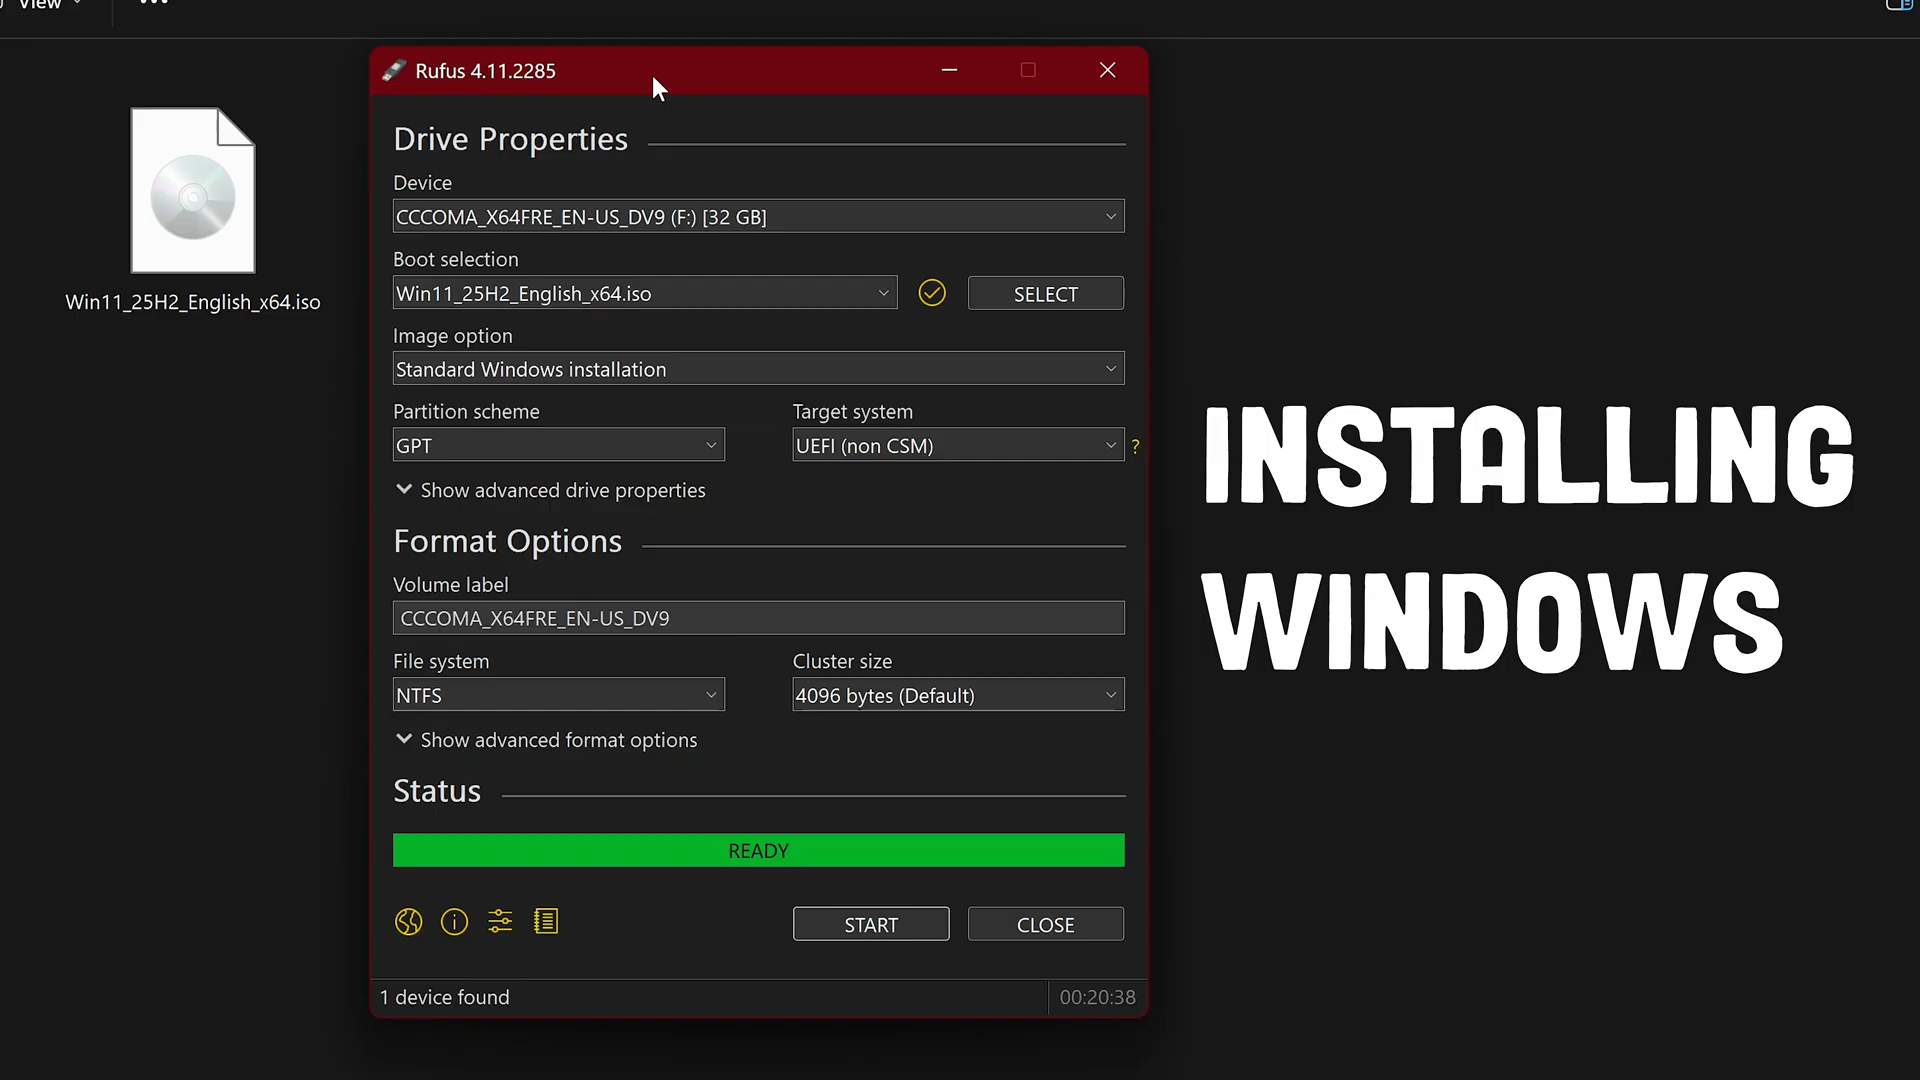 View
Rufus 4.11.2285
Drive Properties
Device
CCCOMA_X64FRE_EN-US_DV9 (F:) [32 GB]
Boot selection
Win11_25H2_English_x64.iso
SELECT
Win11_25H2_English_x64.iso
Image option
Standard Windows installation
Partition scheme
Target system
GPT
UEFI (non CSM)
?
Show advanced drive properties
Format Options
Volume label
CCCOMA_X64FRE_EN-US_DV9
File system
Cluster size
NTFS
4096 bytes (Default)
Show advanced format options
Status
READY
START
CLOSE
1 device found
00:20:38
INSTALLING
WINDOWS